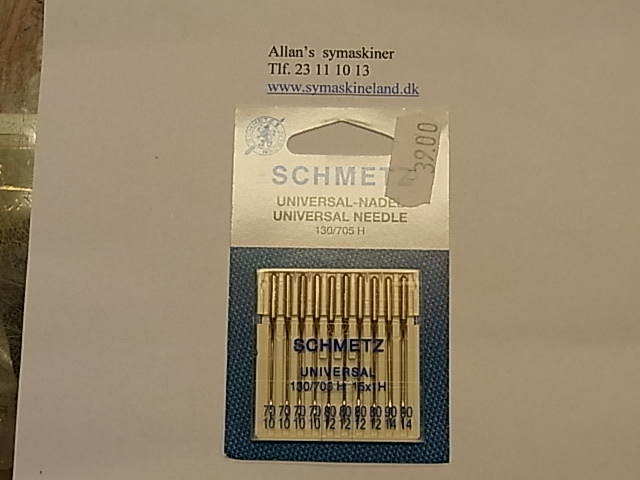 Allan's symaskiner
Tlf. 23 11 10 13
www.symaskineland.dk
39.00
SCHMETZ
UNIVERSAL-NADEL
UNIVERSAL NEEDLE
130/705 H
SCHMETZ
UNIVERSAL
130/705 H 15x1H
70 70 70 70 80 80 80 80 90 90
10 10 10 10 12 12 12 12 14 14